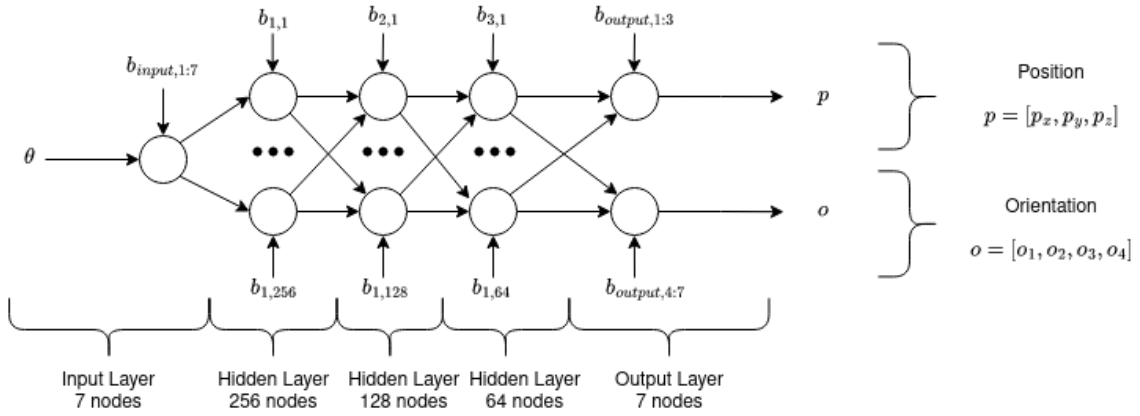 b_{1,1}
b_{2,1}
b_{3,1}
b_{output,1:3}
b_{input,1:7}
Position
p
p = [p_x, p_y, p_z]
θ
Orientation
o
o = [o_1, o_2, o_3, o_4]
b_{1,256}
b_{1,128}
b_{1,64}
b_{output,4:7}
Input Layer
7 nodes
Hidden Layer
256 nodes
Hidden Layer
128 nodes
Hidden Layer
64 nodes
Output Layer
7 nodes